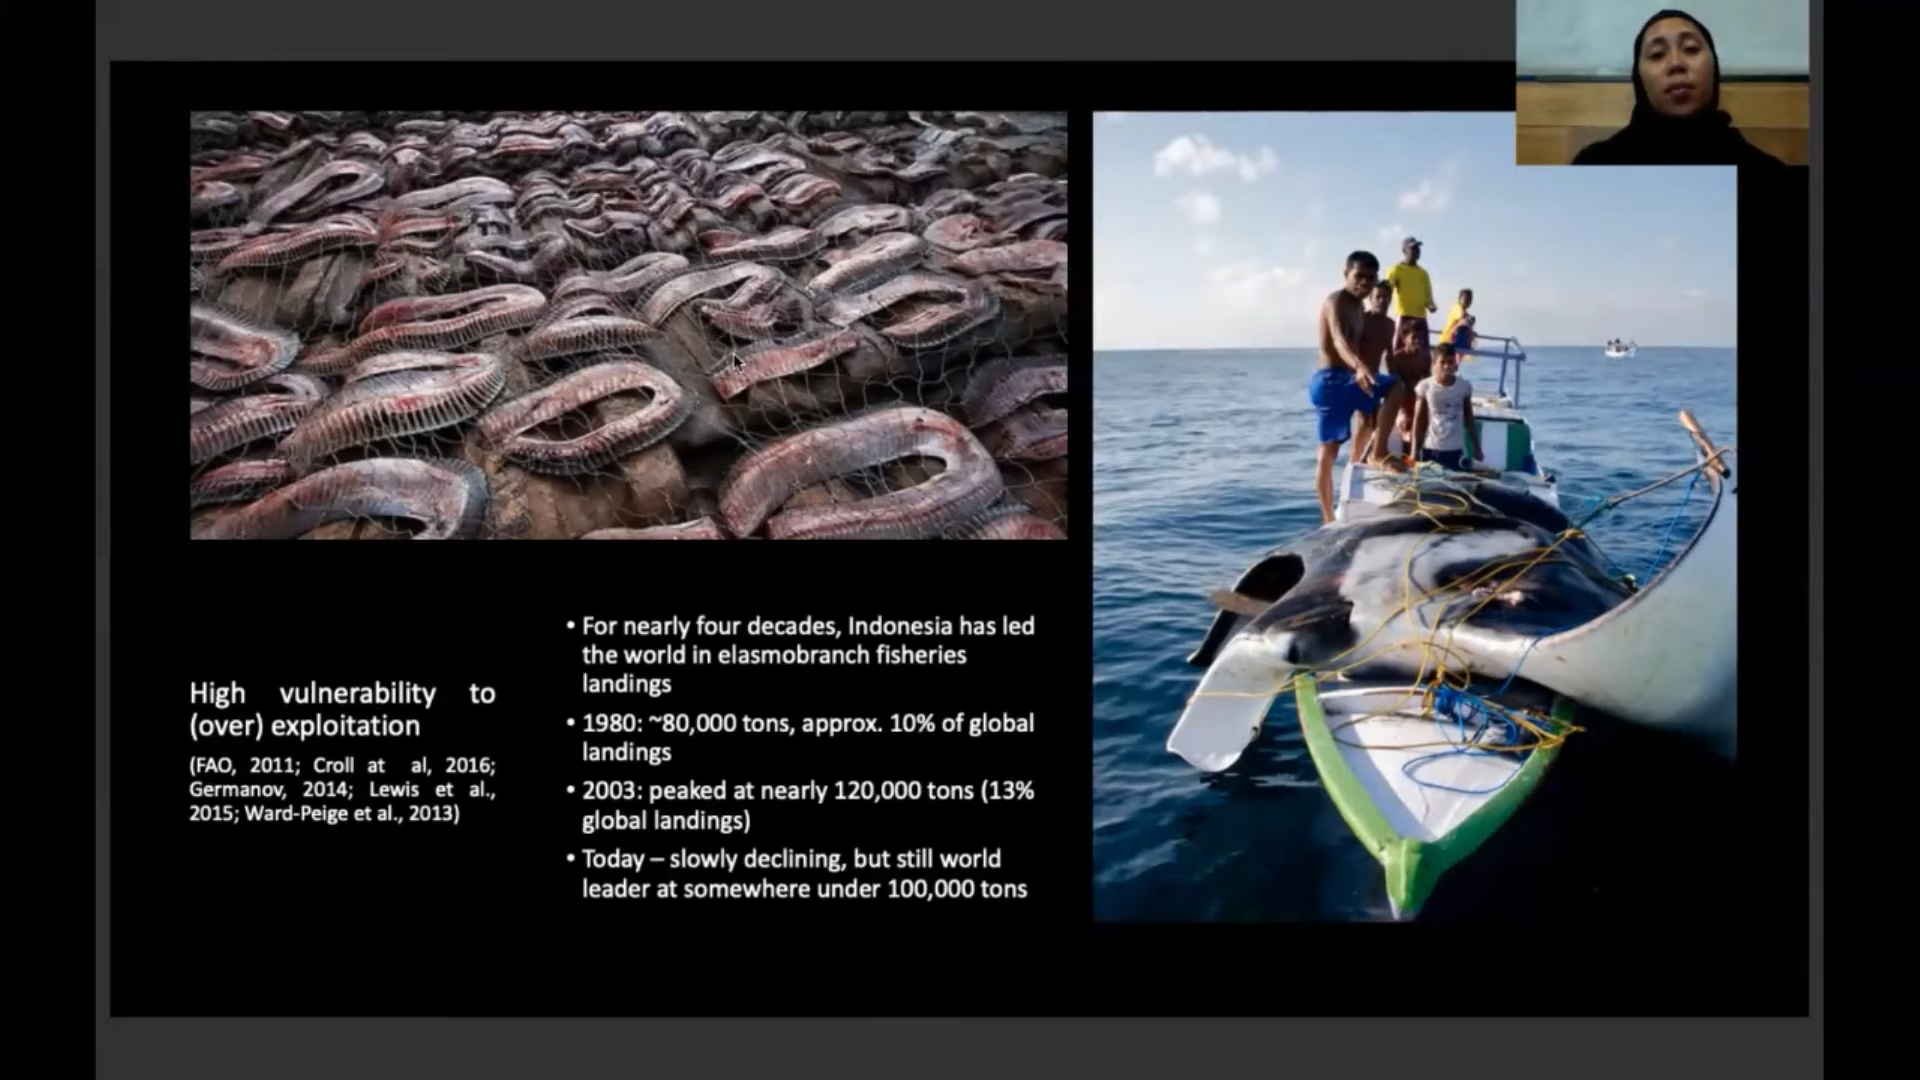 High vulnerability to
(over) exploitation
(FAO, 2011; Croll at al, 2016;
Germanov, 2014; Lewis et al.,
2015; Ward-Peige et al., 2013)
• For nearly four decades, Indonesia has led
the world in elasmobranch fisheries
landings
• 1980: ~80,000 tons, approx. 10% of global
landings
• 2003: peaked at nearly 120,000 tons (13%
global landings)
• Today – slowly declining, but still world
leader at somewhere under 100,000 tons